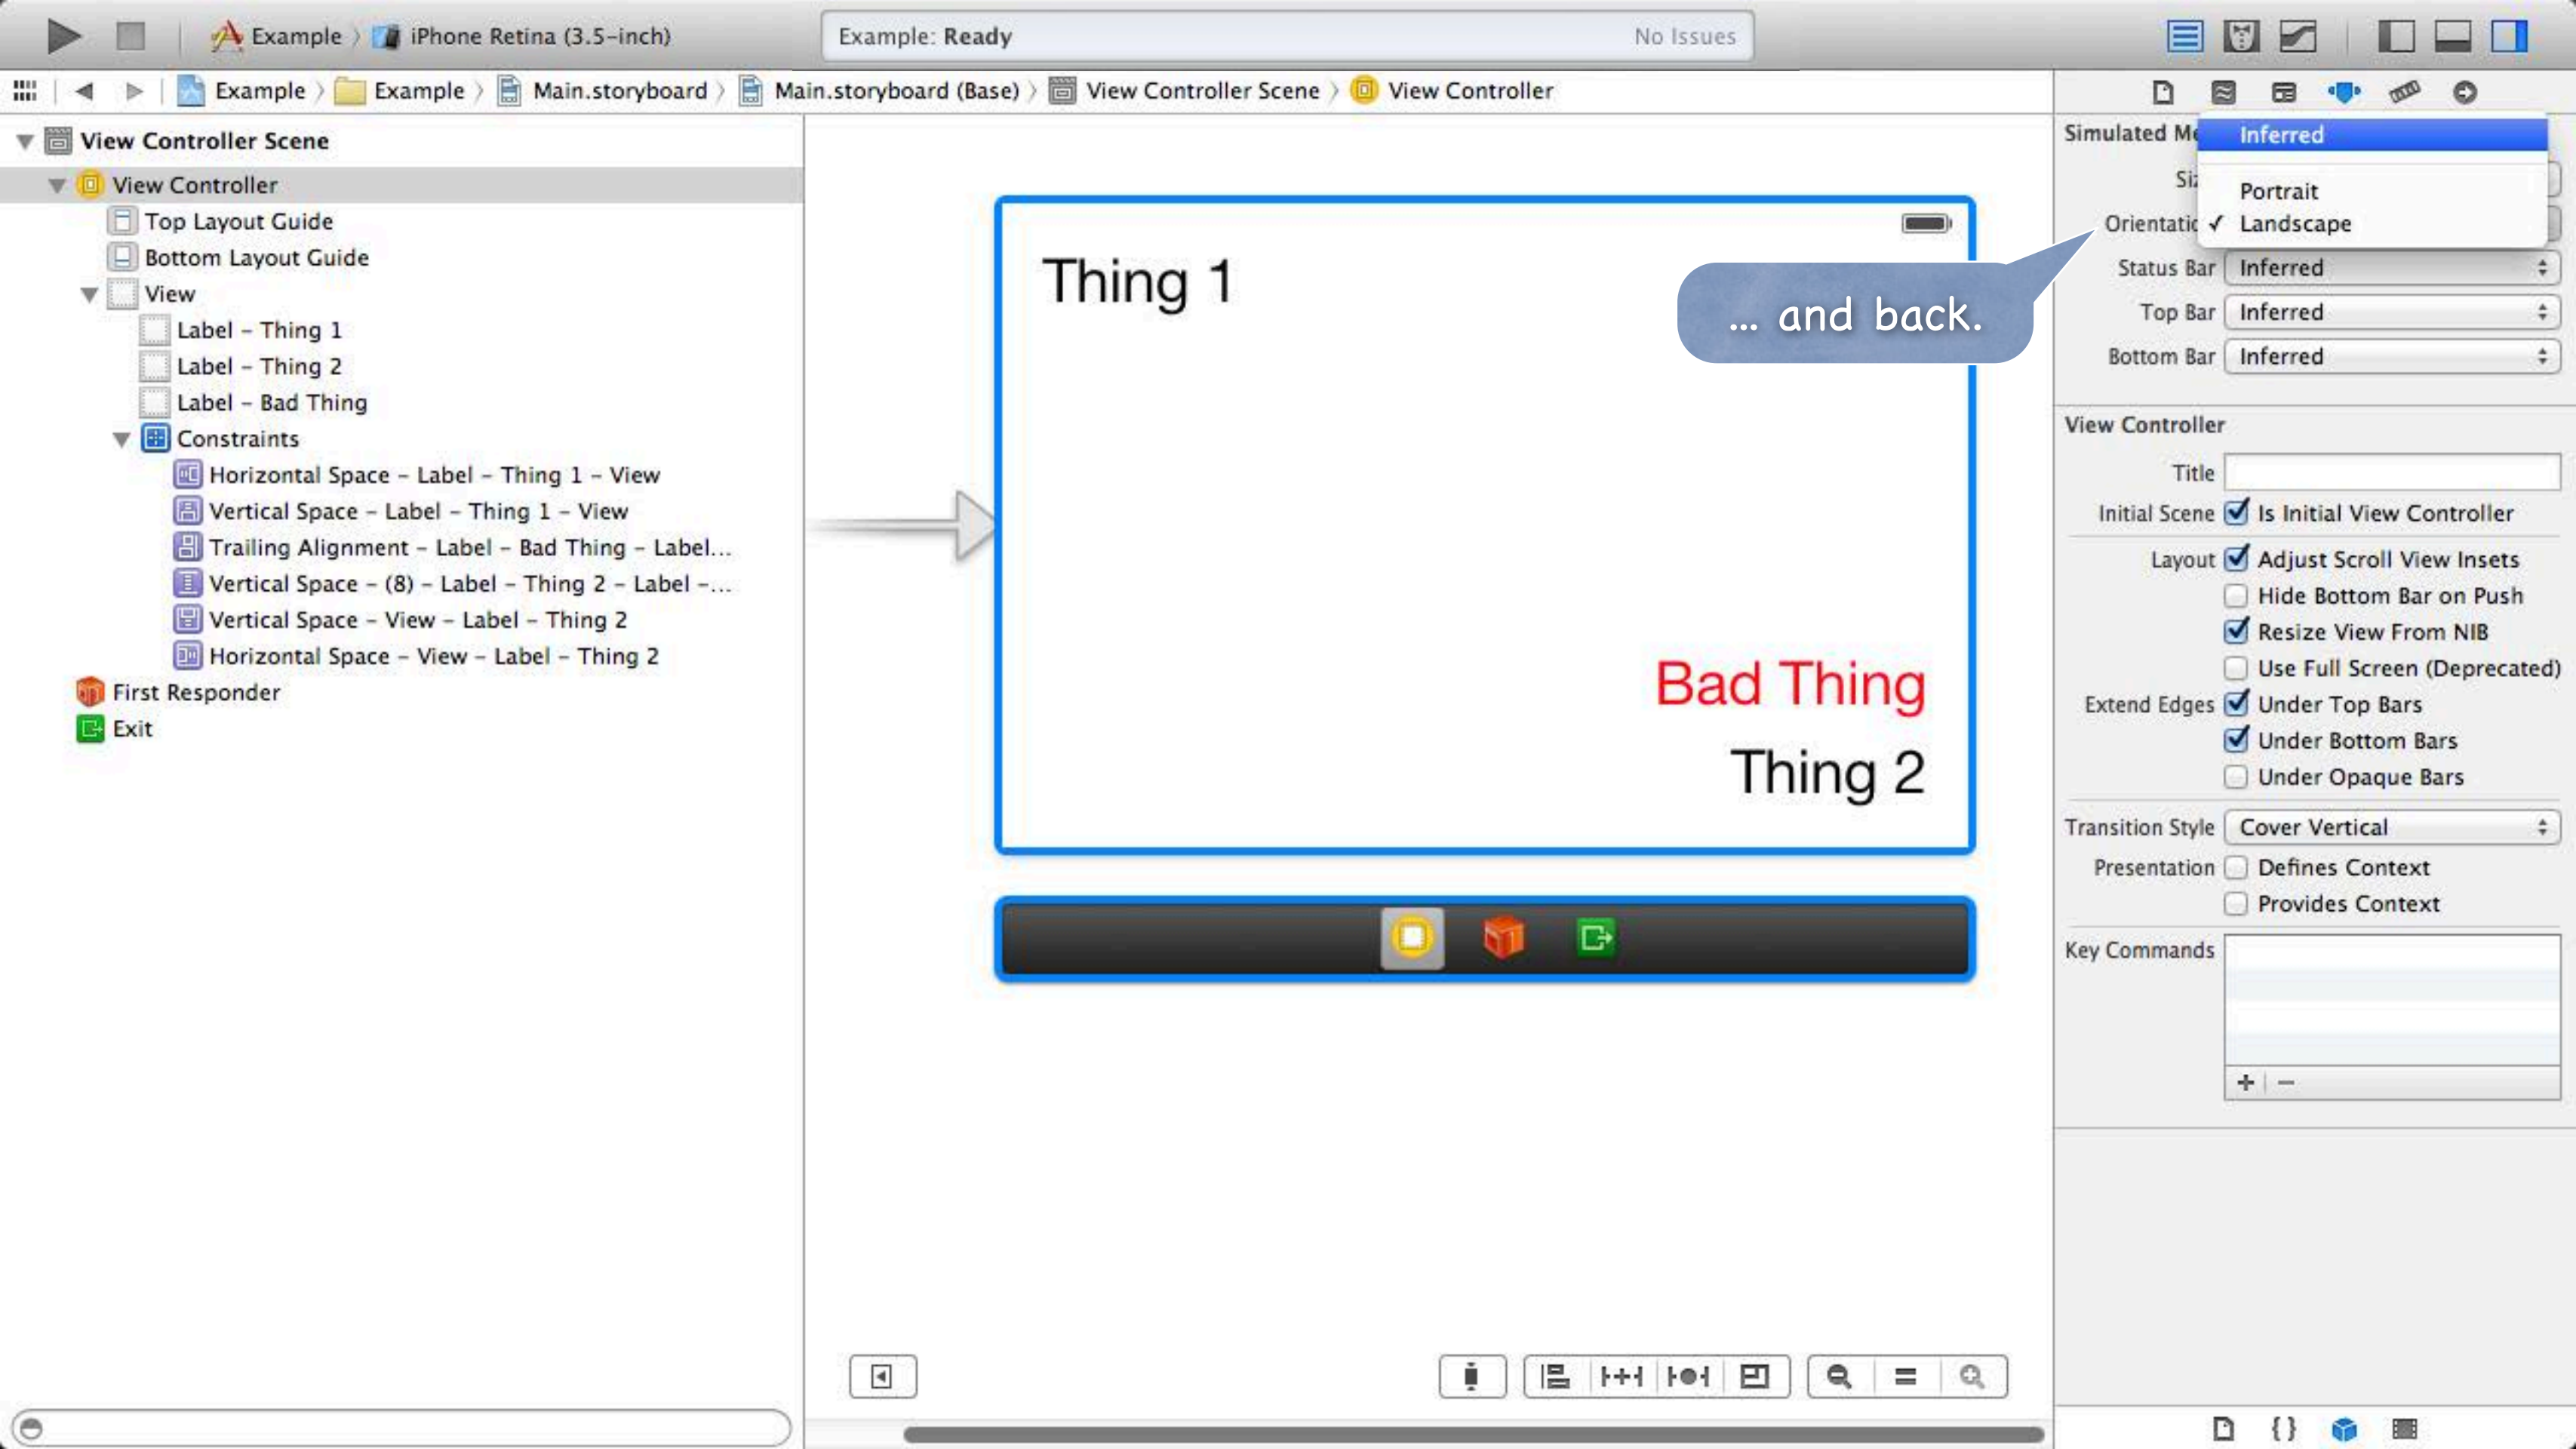 Example
iPhone Retina (3.5-inch)
Example: Ready
No Issues
Example
Example
Main.storyboard
Main.storyboard (Base)
View Controller Scene
View Controller
View Controller Scene
View Controller
Top Layout Guide
Bottom Layout Guide
View
Label – Thing 1
Label – Thing 2
Label – Bad Thing
Constraints
Horizontal Space – Label – Thing 1 – View
Vertical Space – Label – Thing 1 – View
Trailing Alignment – Label – Bad Thing – Label...
Vertical Space – (8) – Label – Thing 2 – Label –...
Vertical Space – View – Label – Thing 2
Horizontal Space – View – Label – Thing 2
First Responder
Exit
Thing 1
... and back.
Bad Thing
Thing 2
Simulated Me
Inferred
Siz
Portrait
Orientatio
✓ Landscape
Status Bar Inferred
Top Bar Inferred
Bottom Bar Inferred
View Controller
Title
Initial Scene Is Initial View Controller
Layout Adjust Scroll View Insets
Hide Bottom Bar on Push
Resize View From NIB
Use Full Screen (Deprecated)
Extend Edges Under Top Bars
Under Bottom Bars
Under Opaque Bars
Transition Style Cover Vertical
Presentation Defines Context
Provides Context
Key Commands
+ | −